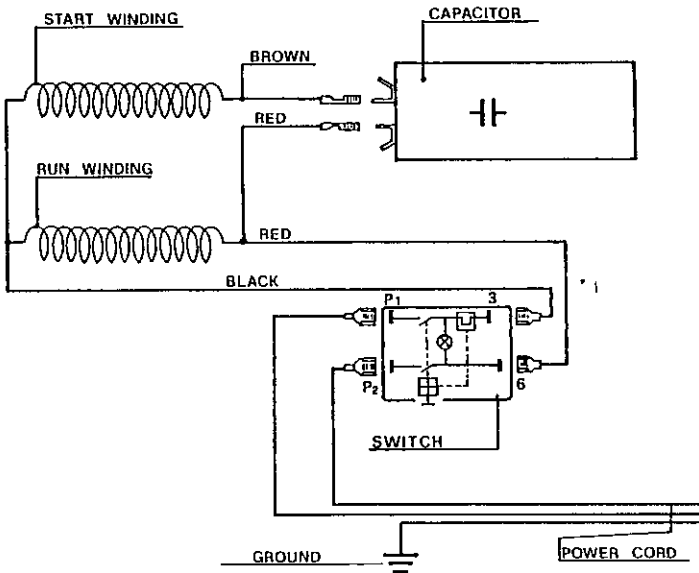 START WINDING
CAPACITOR
BROWN
RED
RUN WINDING
RED
BLACK
P1
3
P2
6
SWITCH
GROUND
POWER CORD